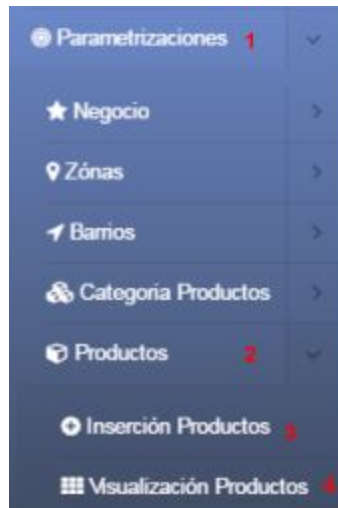 Parametrizaciones 1
Negocio
Zónas
Barrios
Categoria Productos
Productos 2
Inserción Productos 3
Visualización Productos 4